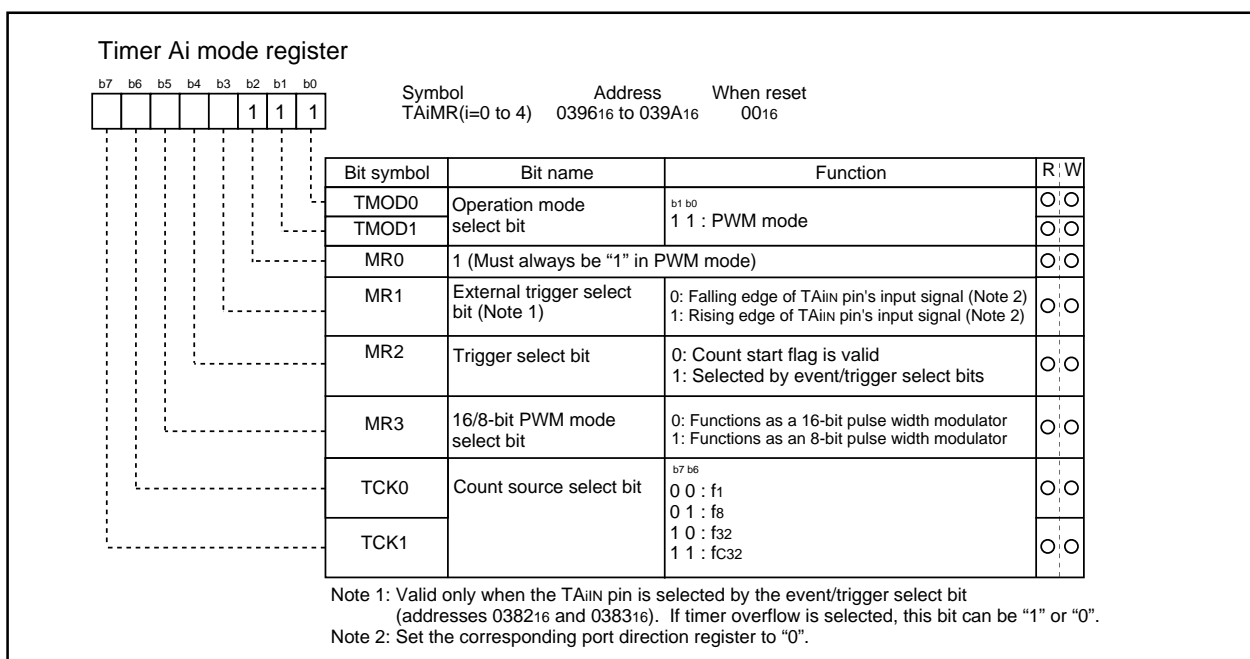 Timer Ai mode register
b7 b6 b5 b4 b3 b2 b1 b0
1 1 1
Symbol Address When reset
TAiMR(i=0 to 4) 039616 to 039A16 0016
Bit symbol Bit name Function R W
TMOD0 Operation mode
select bit
b1 b0
1 1 : PWM mode
TMOD1
MR0 1 (Must always be “1” in PWM mode)
MR1 External trigger select
bit (Note 1)
0: Falling edge of TAiIN pin's input signal (Note 2)
1: Rising edge of TAiIN pin's input signal (Note 2)
MR2 Trigger select bit
0: Count start flag is valid
1: Selected by event/trigger select bits
MR3 16/8-bit PWM mode
select bit
0: Functions as a 16-bit pulse width modulator
1: Functions as an 8-bit pulse width modulator
TCK0 Count source select bit
b7 b6
0 0 : f1
0 1 : f8
1 0 : f32
1 1 : fC32
TCK1
Note 1: Valid only when the TAiIN pin is selected by the event/trigger select bit
(addresses 038216 and 038316). If timer overflow is selected, this bit can be “1” or “0”.
Note 2: Set the corresponding port direction register to “0”.